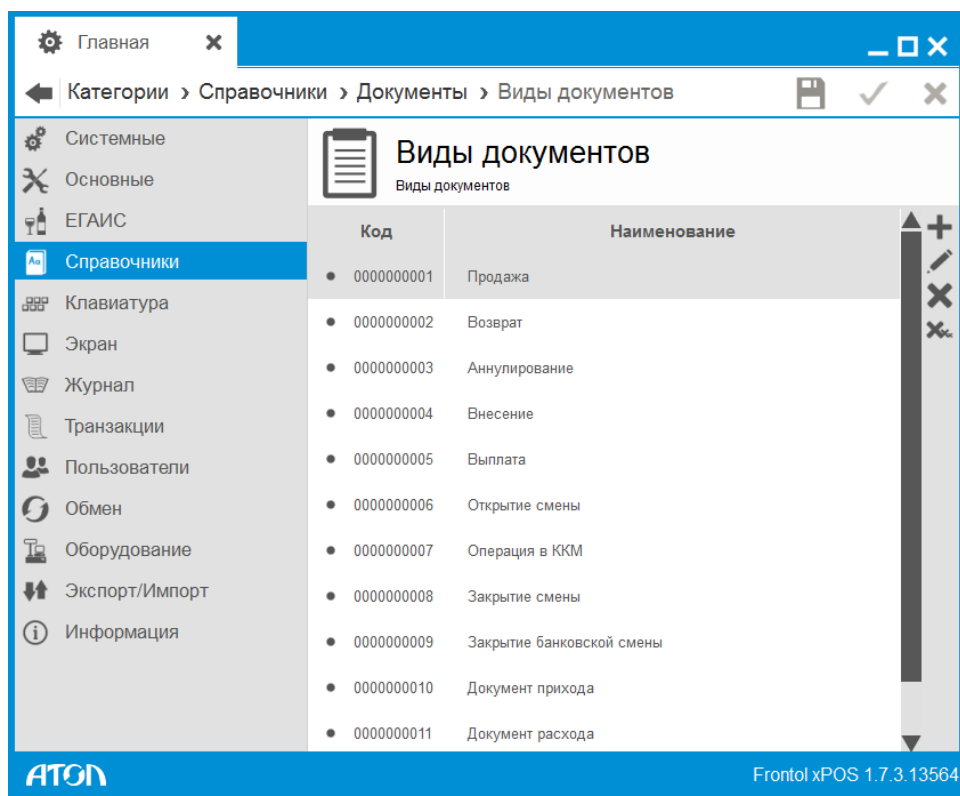 Главная
Категории › Справочники › Документы › Виды документов
Системные
Основные
ЕГАИС
Справочники
Клавиатура
Экран
Журнал
Транзакции
Пользователи
Обмен
Оборудование
Экспорт/Импорт
Информация
Виды документов
Виды документов
Код Наименование
0000000001 Продажа
0000000002 Возврат
0000000003 Аннулирование
0000000004 Внесение
0000000005 Выплата
0000000006 Открытие смены
0000000007 Операция в ККМ
0000000008 Закрытие смены
0000000009 Закрытие банковской смены
0000000010 Документ прихода
0000000011 Документ расхода
АТОЛ Frontol xPOS 1.7.3.13564